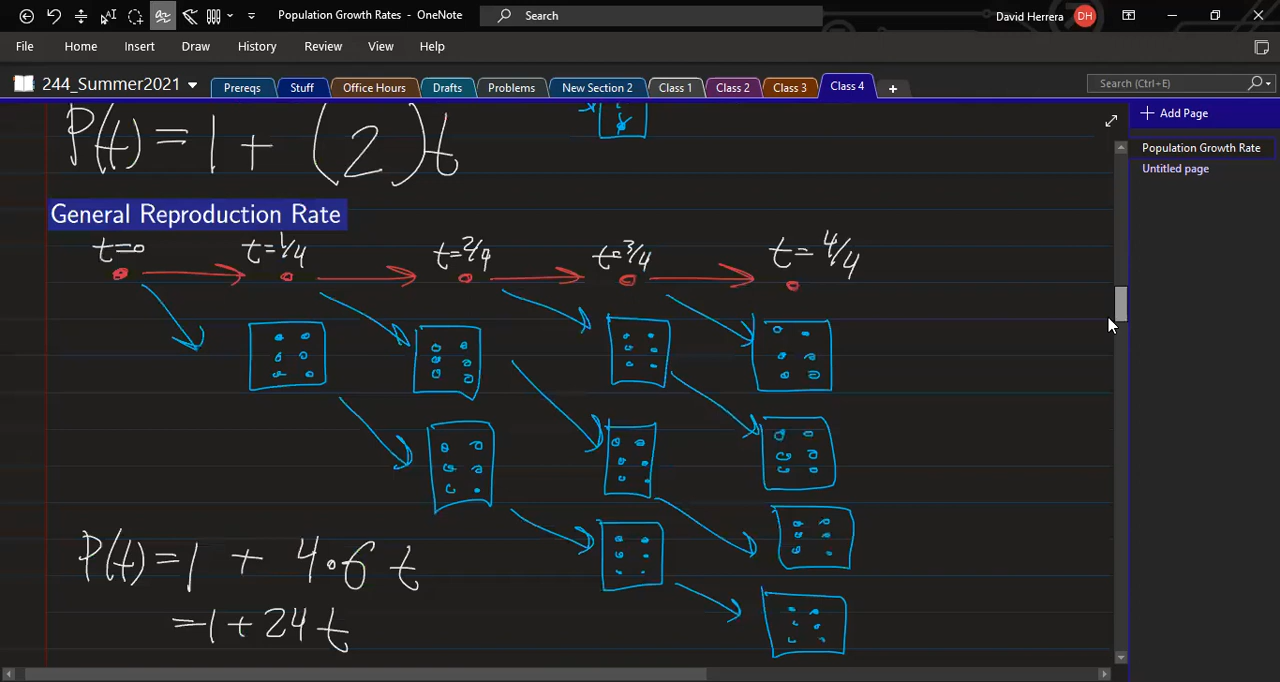 Population Growth Rates - OneNote
Search
David Herrera
DH
File Home Insert Draw History Review View Help
244_Summer2021
Prereqs Stuff Office Hours Drafts Problems New Section 2 Class 1 Class 2 Class 3 Class 4
Search (Ctrl+E)
Add Page
Population Growth Rate
Untitled page
P(t) = 1 + (2)t
General Reproduction Rate
t=0 t=1/4 t=2/4 t=3/4 t=4/4
P(t) = 1 + 4·6 t
= 1 + 24 t